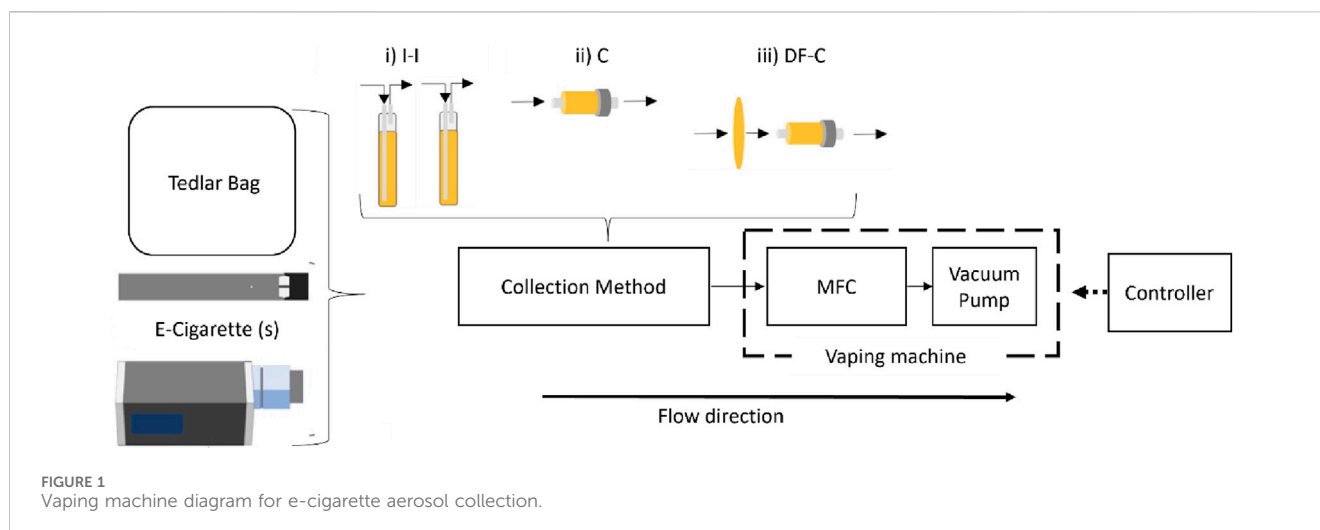 i) I-I
ii) C
iii) DF-C
Tedlar Bag
E-Cigarette (s)
Collection Method
MFC
Vacuum
Pump
Controller
Vaping machine
Flow direction
FIGURE 1
Vaping machine diagram for e-cigarette aerosol collection.